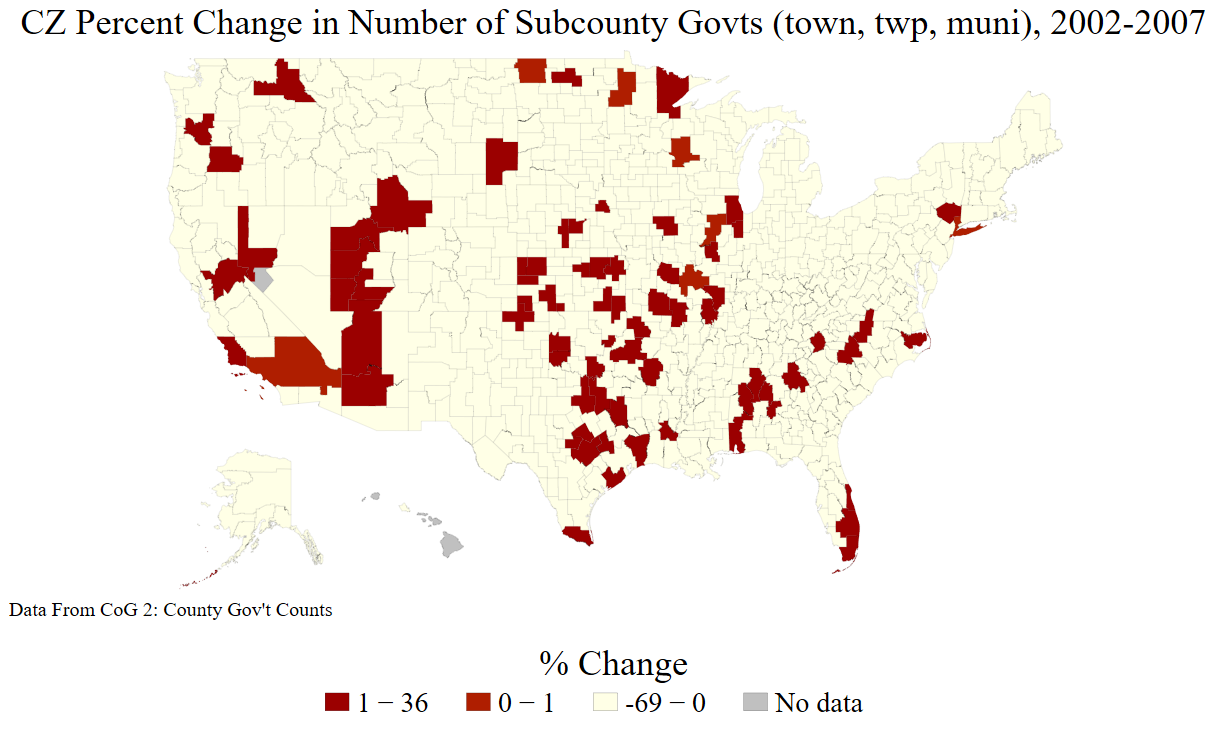 CZ Percent Change in Number of Subcounty Govts (town, twp, muni), 2002-2007
Data From CoG 2: County Gov't Counts
% Change
1 − 36 0 − 1 -69 − 0 No data